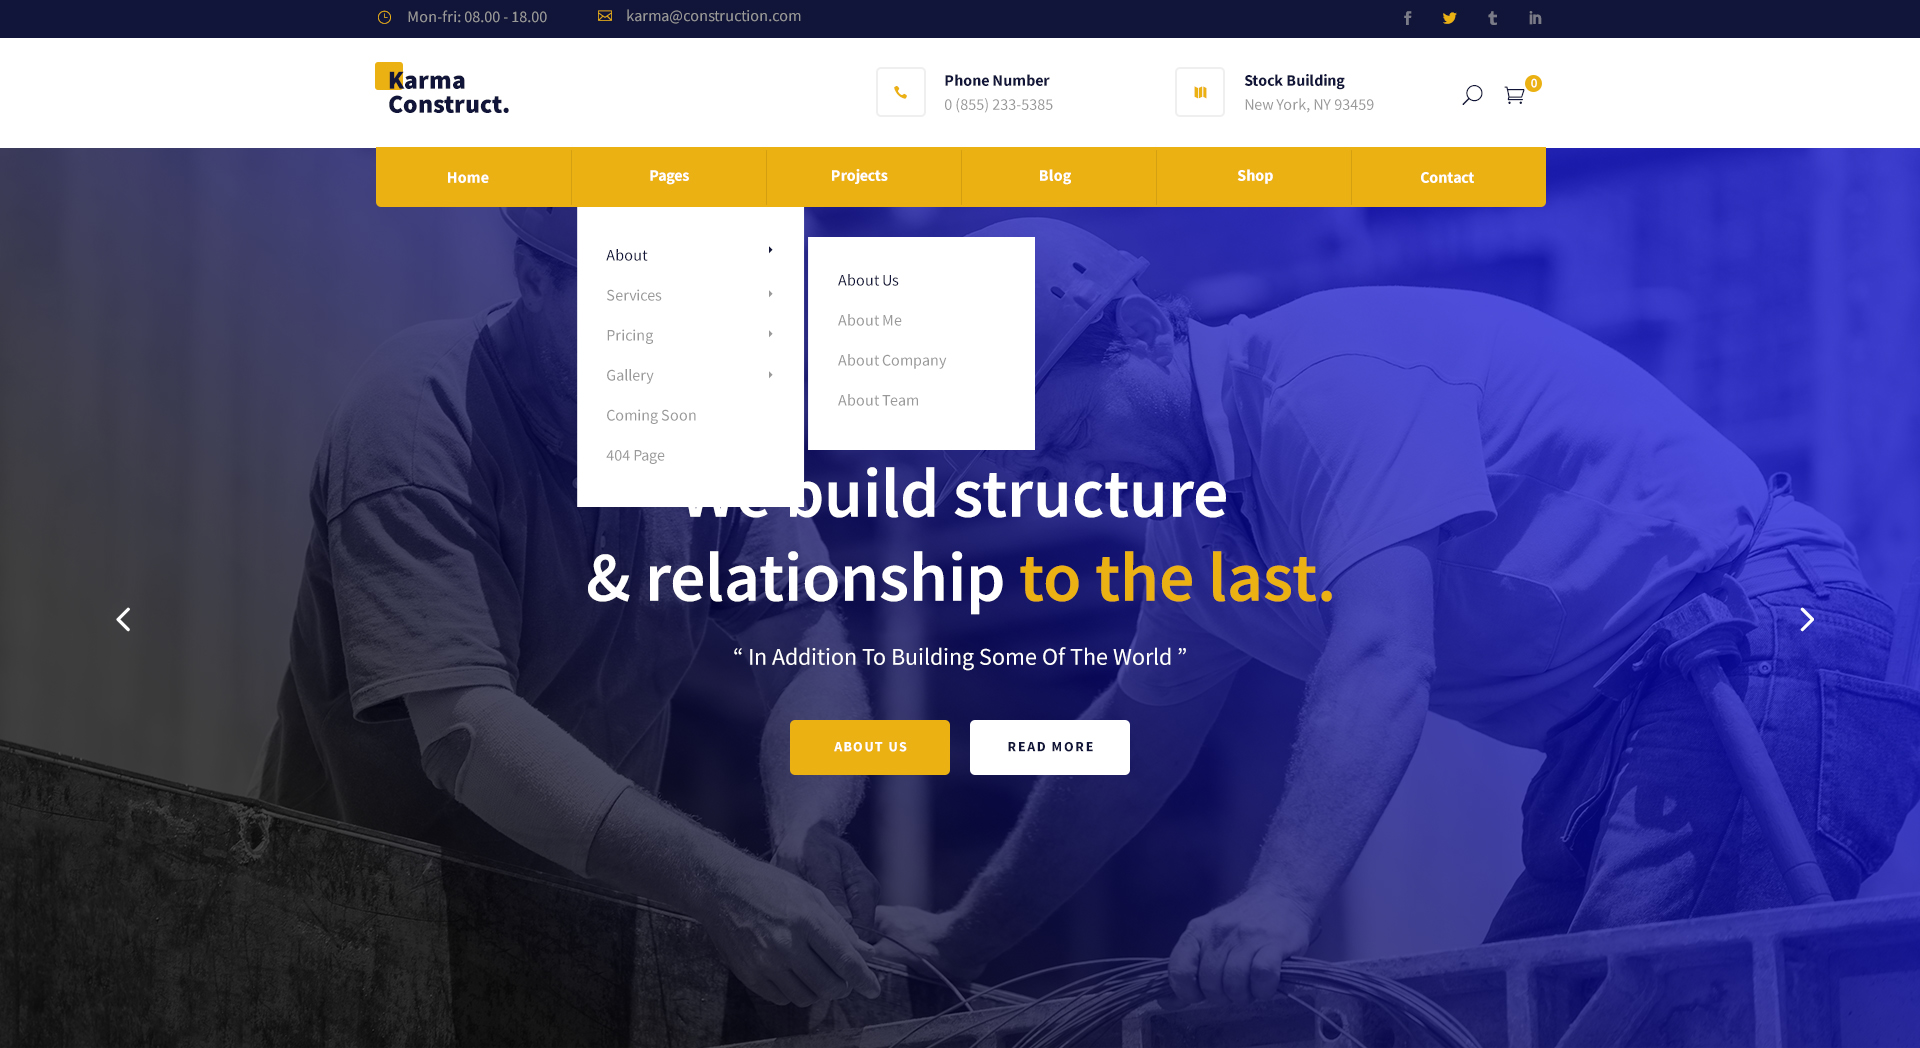 Mon-fri: 08.00 - 18.00
karma@construction.com
Karma
Construct.
Phone Number
0 (855) 233-5385
Stock Building
New York, NY 93459
0
Home
Pages
Projects
Blog
Shop
Contact
About
Services
Pricing
Gallery
Coming Soon
404 Page
About Us
About Me
About Company
About Team
we build structure
& relationship to the last.
“ In Addition To Building Some Of The World ”
ABOUT US
READ MORE